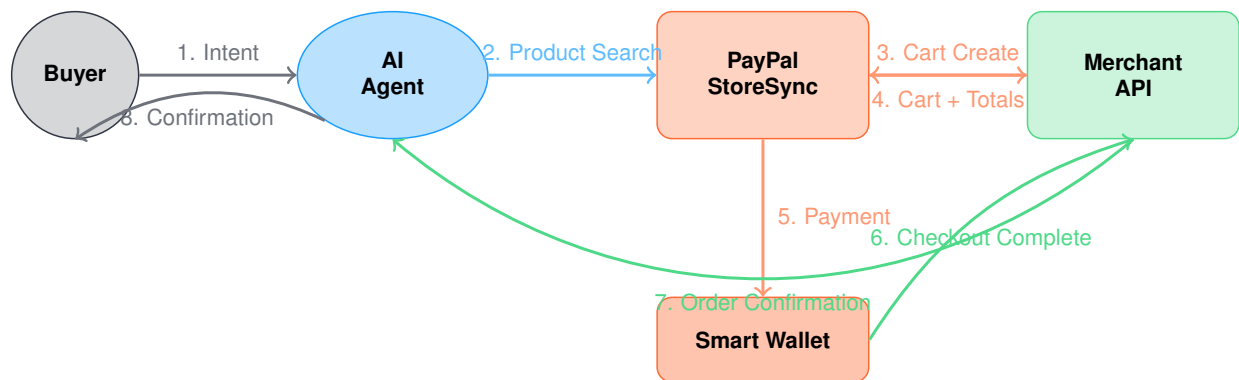 Buyer
1. Intent
AI
Agent
2. Product Search
PayPal
StoreSync
3. Cart Create
4. Cart + Totals
Merchant
API
8. Confirmation
5. Payment
6. Checkout Complete
7. Order Confirmation
Smart Wallet